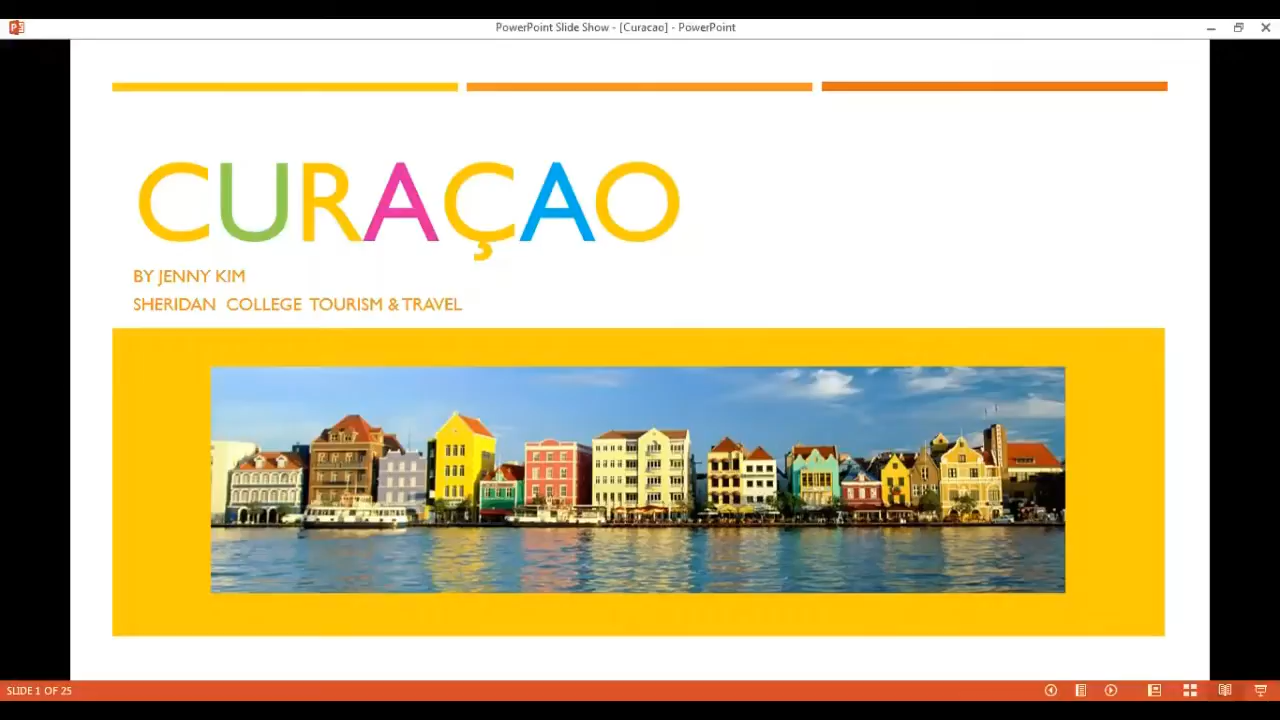 PowerPoint Slide Show - [Curacao] - PowerPoint
CURAÇAO
BY JENNY KIM
SHERIDAN COLLEGE TOURISM & TRAVEL
SLIDE 1 OF 25